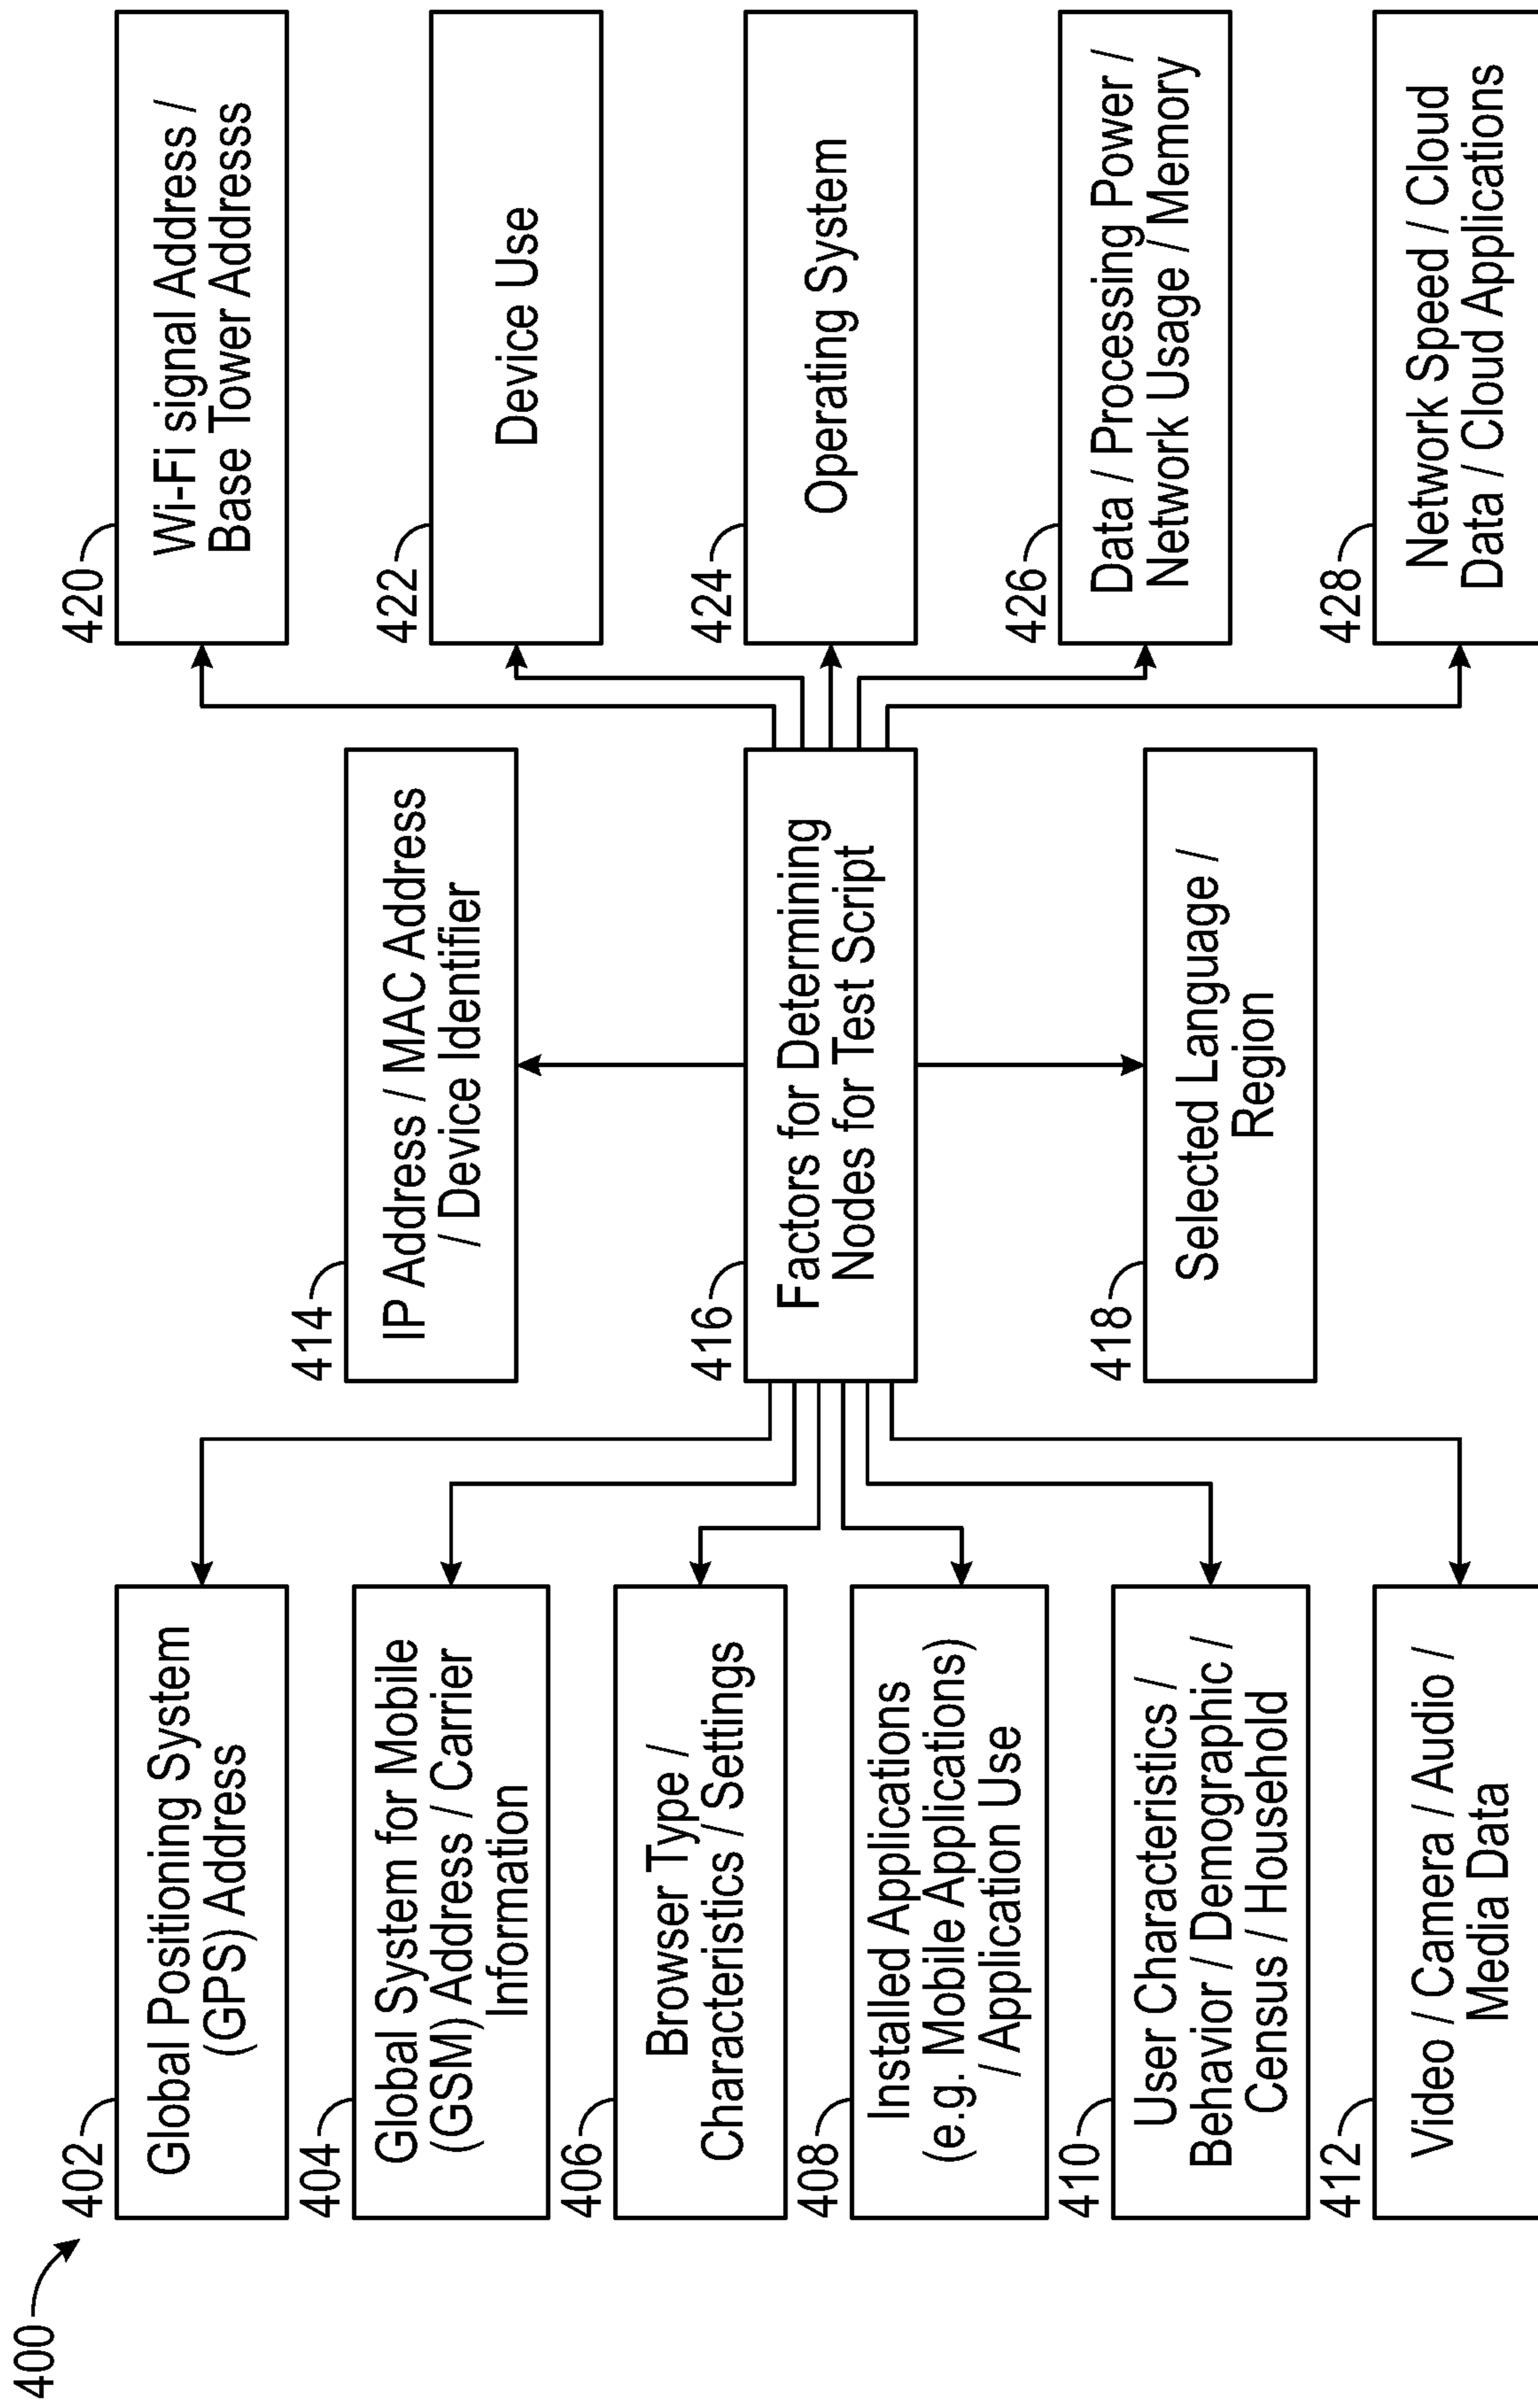 400
402
Global Positioning System
(GPS) Address
404
Global System for Mobile
(GSM) Address / Carrier
Information
406
Browser Type /
Characteristics / Settings
408
Installed Applications
(e.g. Mobile Applications)
/ Application Use
410
User Characteristics /
Behavior / Demographic /
Census / Household
412
Video / Camera / Audio /
Media Data
414
IP Address / MAC Address
/ Device Identifier
416
Factors for Determining
Nodes for Test Script
418
Selected Language /
Region
420
Wi-Fi signal Address /
Base Tower Addresss
422
Device Use
424
Operating System
426
Data / Processing Power /
Network Usage / Memory
428
Network Speed / Cloud
Data / Cloud Applications